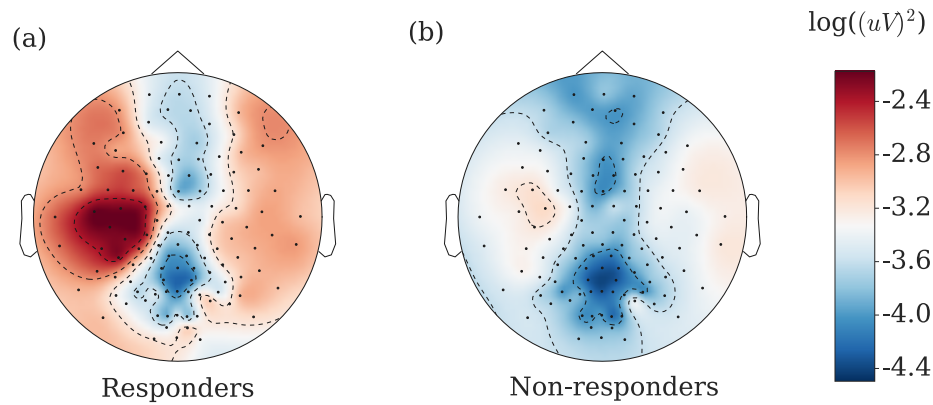 (a)
(b)
log((uV)²)
-2.4
-2.8
-3.2
-3.6
-4.0
-4.4
Responders
Non-responders